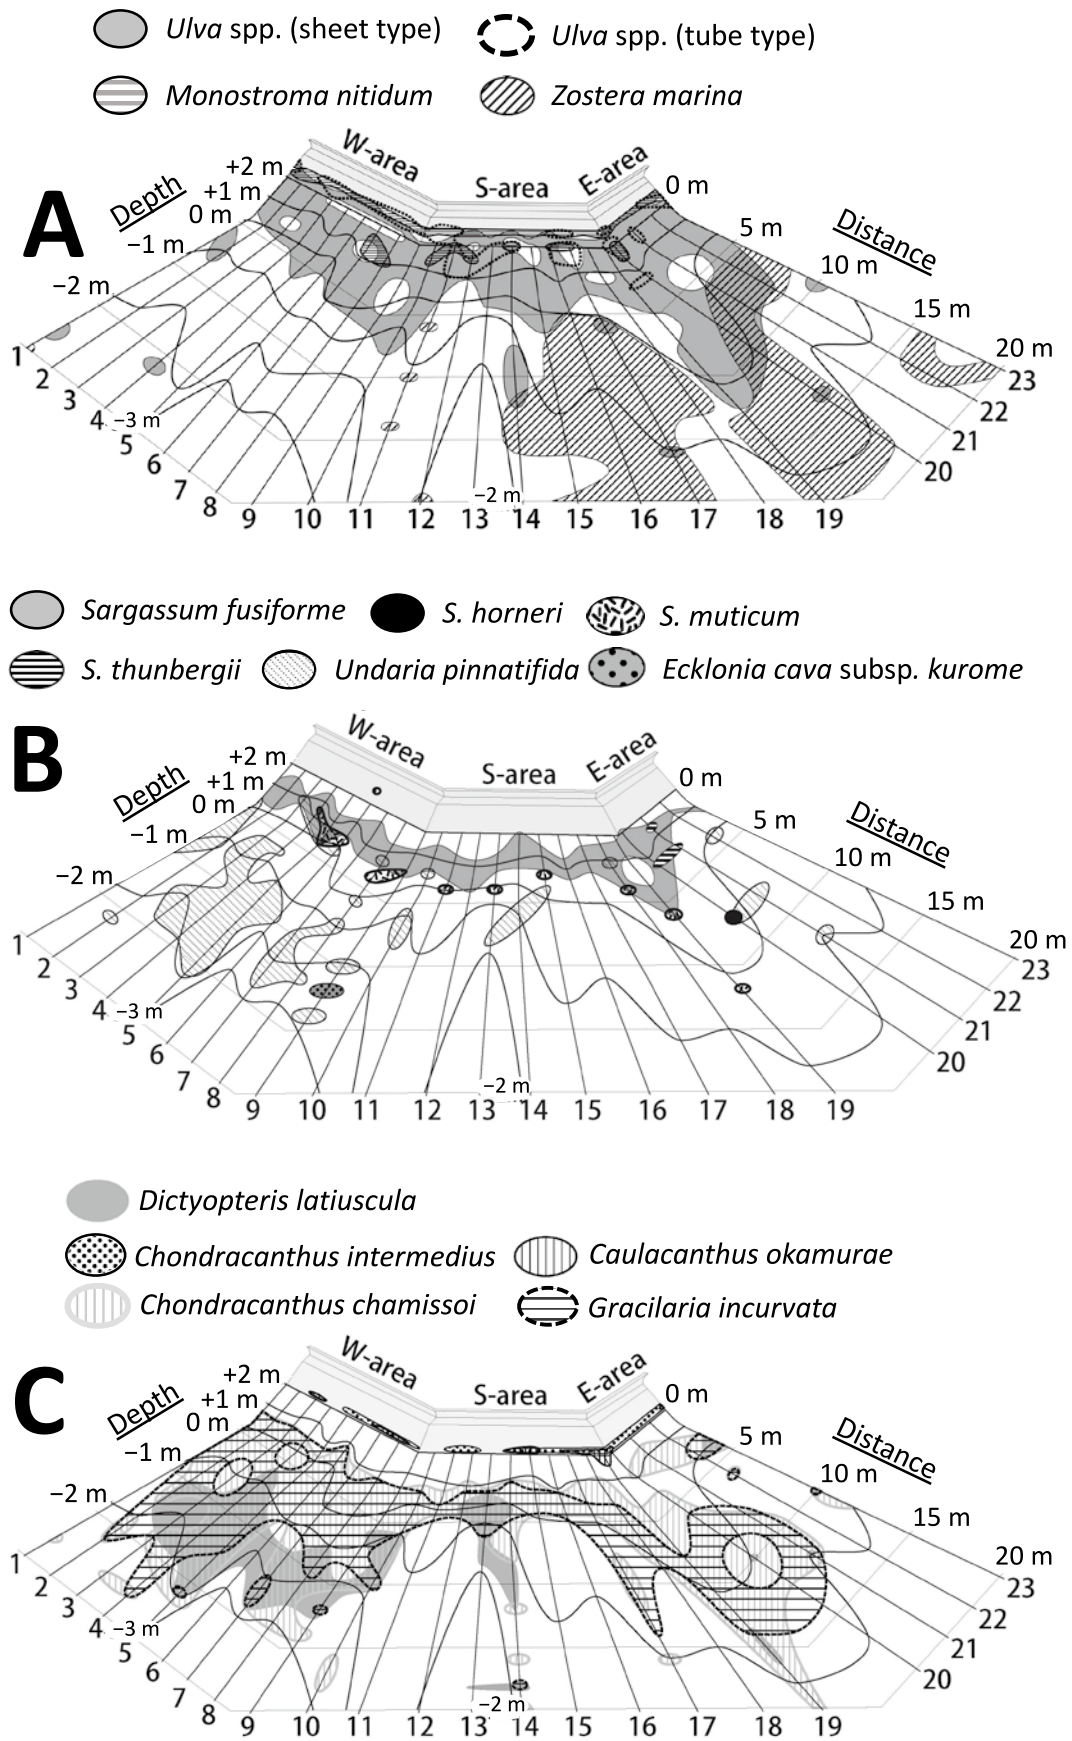 Ulva spp. (sheet type) Ulva spp. (tube type)
Monostroma nitidum Zostera marina
A
W-area
S-area
E-area
Depth
+2 m
+1 m
0 m
−1 m
−2 m
−3 m
−2 m
0 m
5 m
10 m
15 m
20 m
Distance
1 2 3 4 5 6 7 8 9 10 11 12 13 14 15 16 17 18 19 20 21 22 23
Sargassum fusiforme S. horneri S. muticum
S. thunbergii Undaria pinnatifida Ecklonia cava subsp. kurome
B
W-area
S-area
E-area
Depth
+2 m
+1 m
0 m
−1 m
−2 m
−3 m
−2 m
0 m
5 m
10 m
15 m
20 m
Distance
1 2 3 4 5 6 7 8 9 10 11 12 13 14 15 16 17 18 19 20 21 22 23
Dictyopteris latiuscula
Chondracanthus intermedius Caulacanthus okamurae
Chondracanthus chamissoi Gracilaria incurvata
C
W-area
S-area
E-area
Depth
+2 m
+1 m
0 m
−1 m
−2 m
−3 m
−2 m
0 m
5 m
10 m
15 m
20 m
Distance
1 2 3 4 5 6 7 8 9 10 11 12 13 14 15 16 17 18 19 20 21 22 23